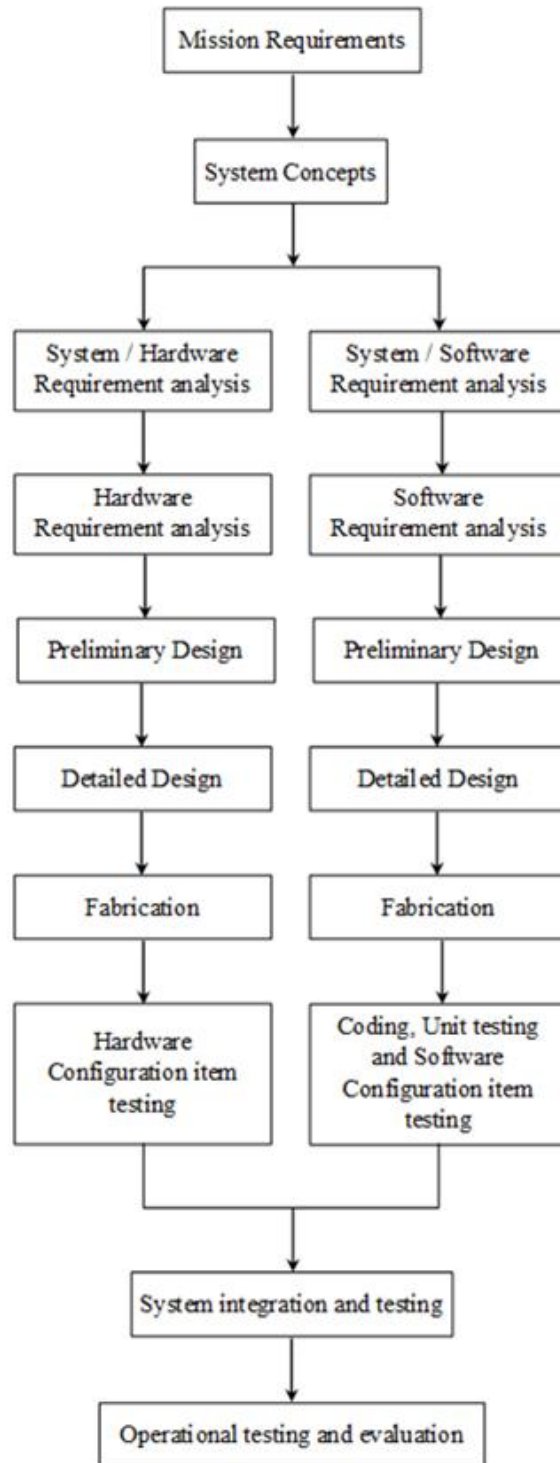 Mission Requirements
System Concepts
System / Hardware
Requirement analysis
System / Software
Requirement analysis
Hardware
Requirement analysis
Software
Requirement analysis
Preliminary Design
Preliminary Design
Detailed Design
Detailed Design
Fabrication
Fabrication
Hardware
Configuration item
testing
Coding, Unit testing
and Software
Configuration item
testing
System integration and testing
Operational testing and evaluation